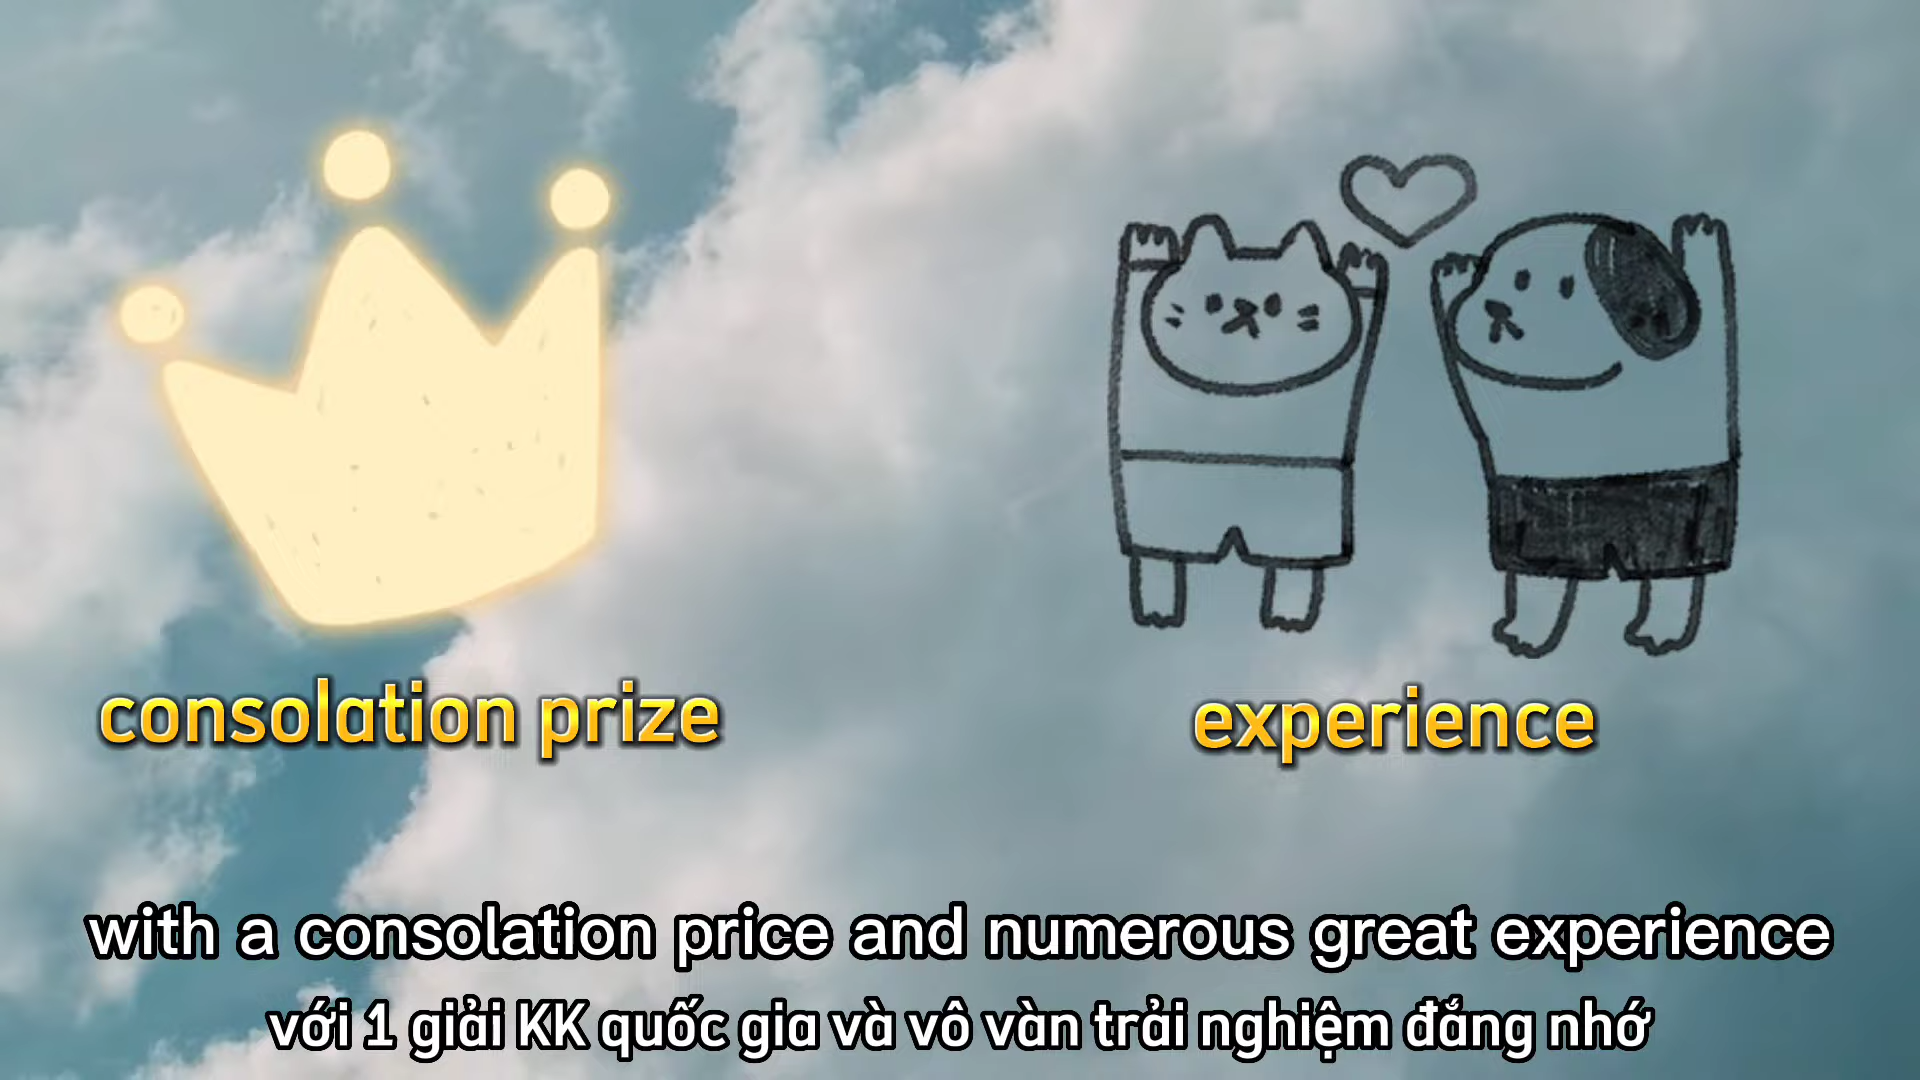 consolation prize
experience
with a consolation price and numerous great experience
với 1 giải KK quốc gia và vô vàn trải nghiệm đắng nhớ